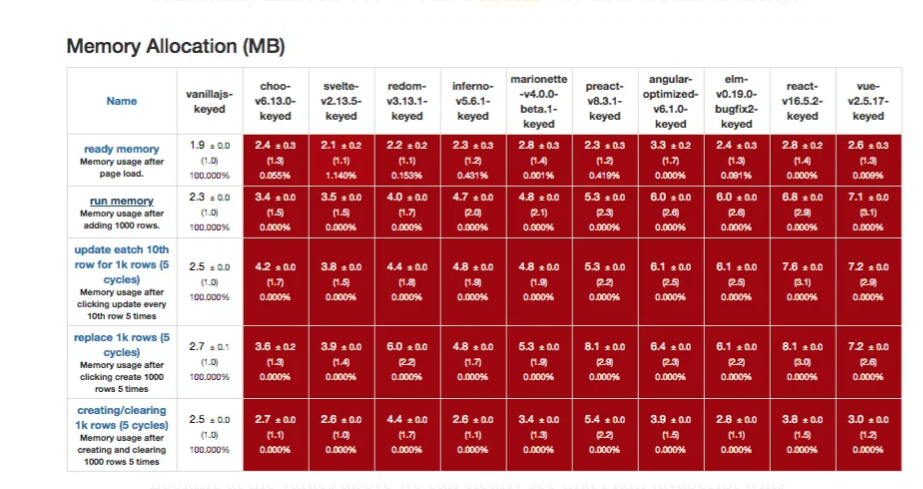 Memory Allocation (MB)
Name
vanillajs-
keyed
choo-
v6.13.0-
keyed
svelte-
v2.13.5-
keyed
redom-
v3.13.1-
keyed
inferno-
v5.6.1-
keyed
marionette
-v4.0.0-
beta.1-
keyed
preact-
v8.3.1-
keyed
angular-
optimized-
v6.1.0-
keyed
elm-
v0.19.0-
bugfix2-
keyed
react-
v16.5.2-
keyed
vue-
v2.5.17-
keyed
ready memory
Memory usage after
page load.
1.9 ± 0.0 2.4 ± 0.3 2.1 ± 0.2 2.2 ± 0.2 2.3 ± 0.3 2.8 ± 0.3 2.3 ± 0.3 3.3 ± 0.2 2.4 ± 0.3 2.8 ± 0.2 2.6 ± 0.3
(1.0) (1.3) (1.1) (1.1) (1.2) (1.4) (1.2) (1.7) (1.3) (1.4) (1.3)
100.000% 0.055% 1.140% 0.153% 0.431% 0.001% 0.419% 0.000% 0.091% 0.000% 0.009%
run memory
Memory usage after
adding 1000 rows.
2.3 ± 0.0 3.4 ± 0.0 3.5 ± 0.0 4.0 ± 0.0 4.7 ± 0.0 4.8 ± 0.0 5.3 ± 0.0 6.0 ± 0.0 6.0 ± 0.0 6.8 ± 0.0 7.1 ± 0.0
(1.0) (1.5) (1.5) (1.7) (2.0) (2.1) (2.3) (2.6) (2.6) (2.9) (3.1)
100.000% 0.000% 0.000% 0.000% 0.000% 0.000% 0.000% 0.000% 0.000% 0.000% 0.000%
update eatch 10th
row for 1k rows (5
cycles)
Memory usage after
clicking update every
10th row 5 times
2.5 ± 0.0 4.2 ± 0.0 3.8 ± 0.0 4.4 ± 0.0 4.8 ± 0.0 4.8 ± 0.0 5.3 ± 0.0 6.1 ± 0.0 6.1 ± 0.0 7.6 ± 0.0 7.2 ± 0.0
(1.0) (1.7) (1.5) (1.8) (1.9) (1.9) (2.2) (2.5) (2.5) (3.1) (2.9)
100.000% 0.000% 0.000% 0.000% 0.000% 0.000% 0.000% 0.000% 0.000% 0.000% 0.000%
replace 1k rows (5
cycles)
Memory usage after
clicking create 1000
rows 5 times
2.7 ± 0.1 3.6 ± 0.2 3.9 ± 0.0 6.0 ± 0.0 4.8 ± 0.0 5.3 ± 0.0 8.1 ± 0.0 6.4 ± 0.0 6.1 ± 0.0 8.1 ± 0.0 7.2 ± 0.0
(1.0) (1.3) (1.4) (2.2) (1.7) (1.9) (2.9) (2.3) (2.2) (3.0) (2.6)
100.000% 0.000% 0.000% 0.000% 0.000% 0.000% 0.000% 0.000% 0.000% 0.000% 0.000%
creating/clearing
1k rows (5 cycles)
Memory usage after
creating and clearing
1000 rows 5 times
2.5 ± 0.0 2.7 ± 0.0 2.6 ± 0.0 4.4 ± 0.0 2.6 ± 0.0 3.4 ± 0.0 5.4 ± 0.0 3.9 ± 0.0 2.8 ± 0.0 3.8 ± 0.0 3.0 ± 0.0
(1.0) (1.1) (1.0) (1.7) (1.1) (1.3) (2.2) (1.5) (1.1) (1.5) (1.2)
100.000% 0.000% 0.000% 0.000% 0.000% 0.000% 0.000% 0.000% 0.000% 0.000% 0.000%
Looking at the values above we can clearly see that